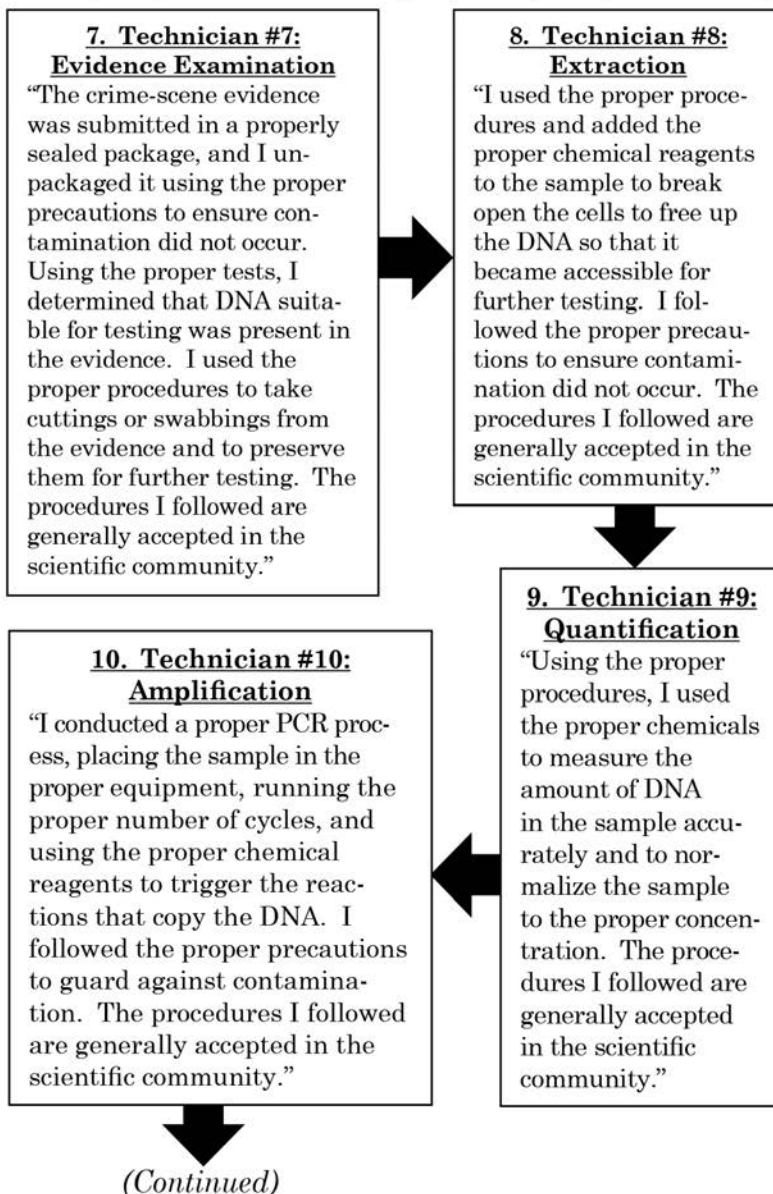 7. Technician #7:
Evidence Examination
“The crime-scene evidence
was submitted in a properly
sealed package, and I un-
packaged it using the proper
precautions to ensure con-
tamination did not occur.
Using the proper tests, I
determined that DNA suita-
ble for testing was present in
the evidence.  I used the
proper procedures to take
cuttings or swabbings from
the evidence and to preserve
them for further testing.  The
procedures I followed are
generally accepted in the
scientific community.”
8. Technician #8:
Extraction
“I used the proper proce-
dures and added the
proper chemical reagents
to the sample to break
open the cells to free up
the DNA so that it
became accessible for
further testing.  I fol-
lowed the proper precau-
tions to ensure contami-
nation did not occur.  The
procedures I followed are
generally accepted in the
scientific community.”
9. Technician #9:
Quantification
“Using the proper
procedures, I used
the proper chemicals
to measure the
amount of DNA
in the sample accu-
rately and to nor-
malize the sample
to the proper concen-
tration.  The proce-
dures I followed are
generally accepted
in the scientific
community.”
10. Technician #10:
Amplification
“I conducted a proper PCR proc-
ess, placing the sample in the
proper equipment, running the
proper number of cycles, and
using the proper chemical
reagents to trigger the reac-
tions that copy the DNA.  I
followed the proper precautions
to guard against contamina-
tion.  The procedures I followed
are generally accepted in the
scientific community.”
(Continued)